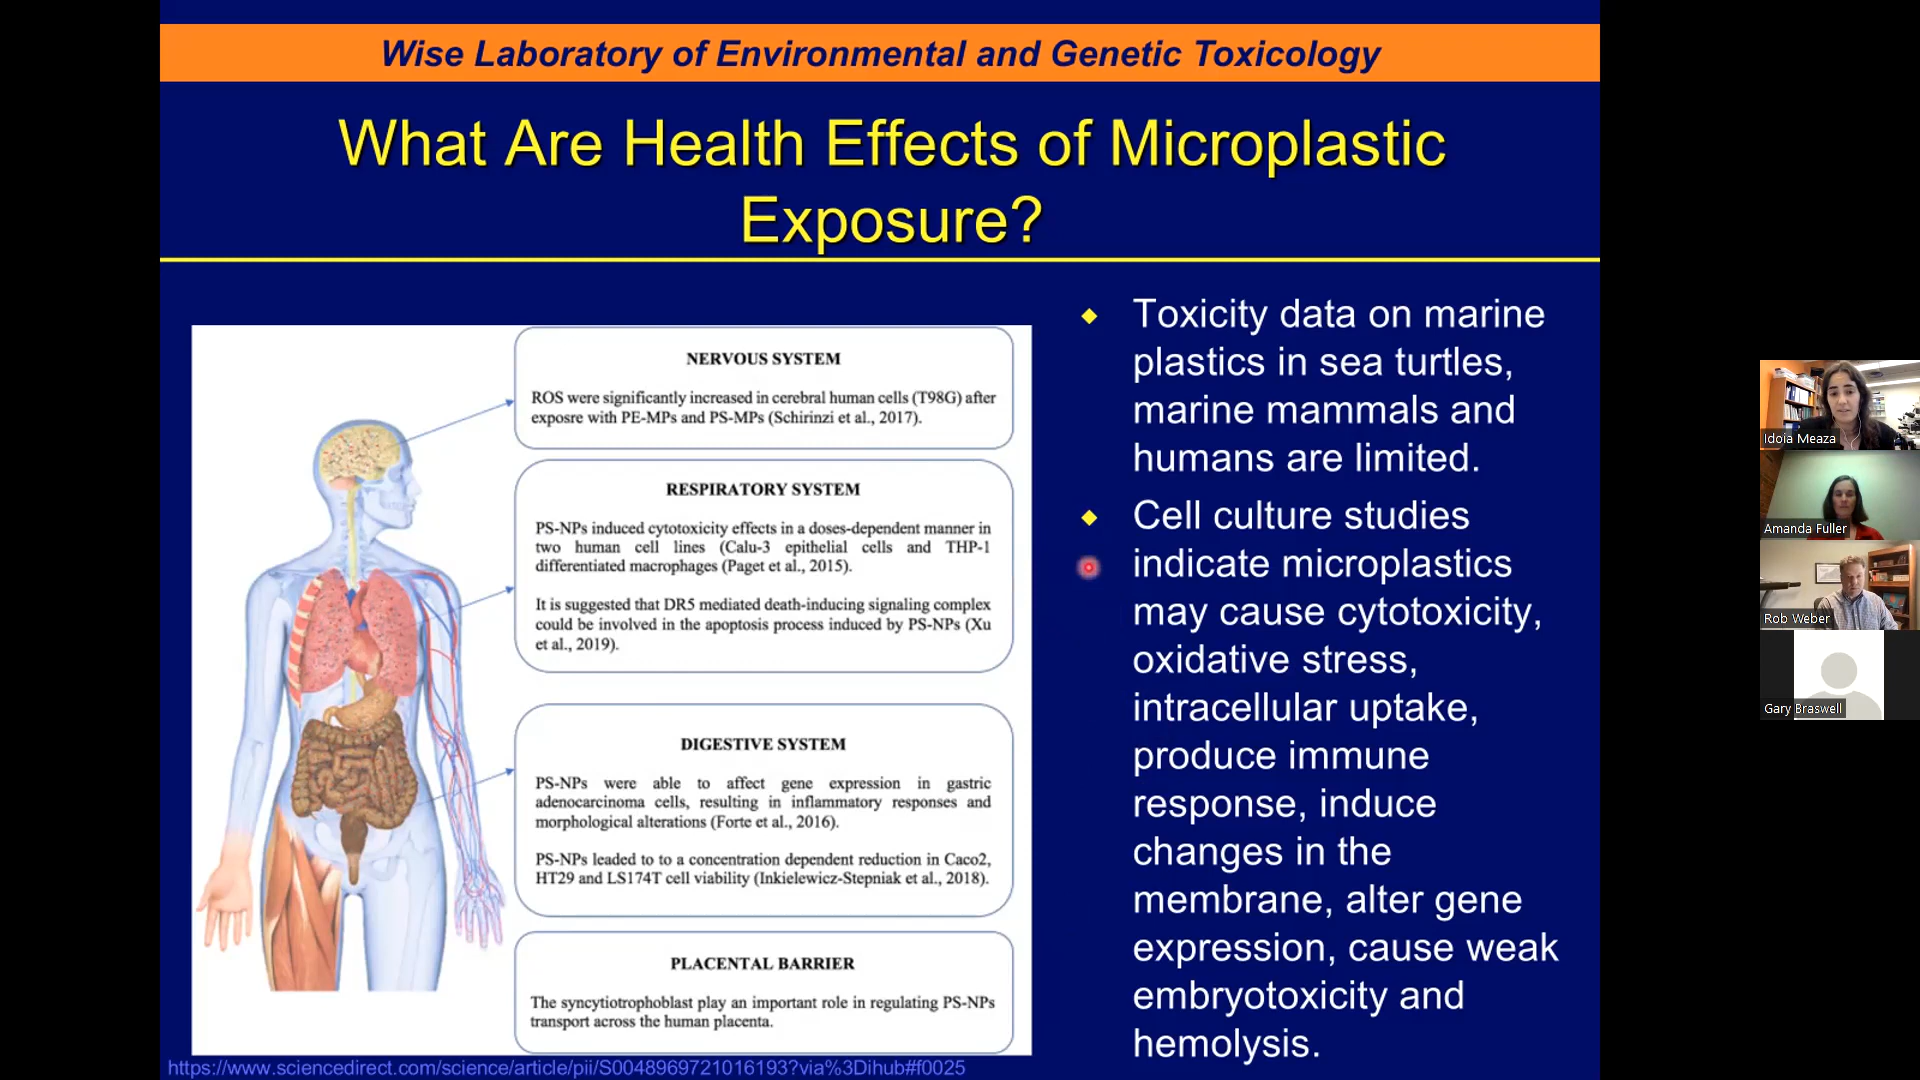 Wise Laboratory of Environmental and Genetic Toxicology
What Are Health Effects of Microplastic
Exposure?
NERVOUS SYSTEM
ROS were significantly increased in cerebral human cells (T98G) after
exposre with PE-MPs and PS-MPs (Schirinzi et al., 2017).
RESPIRATORY SYSTEM
PS-NPs induced cytotoxicity effects in a doses-dependent manner in
two human cell lines (Calu-3 epithelial cells and THP-1
differentiated macrophages (Paget et al., 2015).
It is suggested that DR5 mediated death-inducing signaling complex
could be involved in the apoptosis process induced by PS-NPs (Xu
et al., 2019).
DIGESTIVE SYSTEM
PS-NPs were able to affect gene expression in gastric
adenocarcinoma cells, resulting in inflammatory responses and
morphological alterations (Forte et al., 2016).
PS-NPs leaded to to a concentration dependent reduction in Caco2,
HT29 and LS174T cell viability (Inkielewicz-Stepniak et al., 2018).
PLACENTAL BARRIER
The syncytiotrophoblast play an important role in regulating PS-NPs
transport across the human placenta.
https://www.sciencedirect.com/science/article/pii/S0048969721016193?via%3Dihub#f0025
Toxicity data on marine
plastics in sea turtles,
marine mammals and
humans are limited.
Cell culture studies
indicate microplastics
may cause cytotoxicity,
oxidative stress,
intracellular uptake,
produce immune
response, induce
changes in the
membrane, alter gene
expression, cause weak
embryotoxicity and
hemolysis.
Idoia Meaza
Amanda Fuller
Rob Weber
Gary Braswell